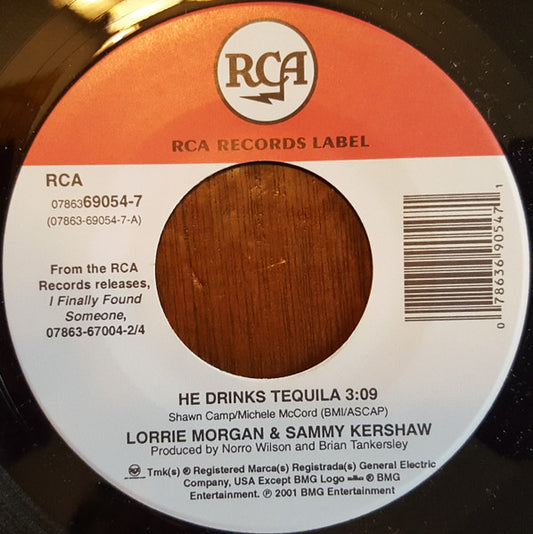 RCA
RCA RECORDS LABEL
RCA
0786369054-7
(07863-69054-7-A)
From the RCA
Records releases,
I Finally Found
Someone,
07863-67004-2/4
0 78636 90547 1
HE DRINKS TEQUILA 3:09
Shawn Camp/Michele McCord (BMI/ASCAP)
LORRIE MORGAN & SAMMY KERSHAW
Produced by Norro Wilson and Brian Tankersley
Tmk(s) ® Registered Marca(s) Registrada(s) General Electric
Company, USA Except BMG Logo ® BMG
Entertainment. ℗ 2001 BMG Entertainment